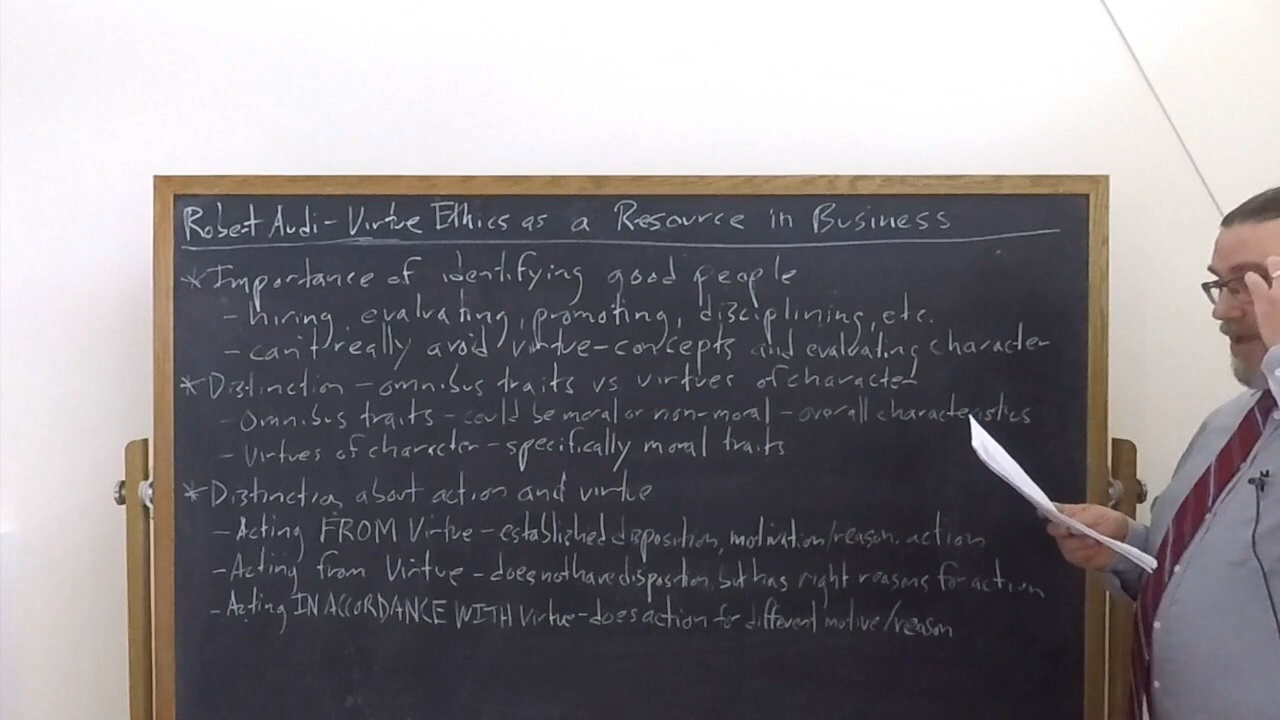 Robert Audi - Virtue Ethics as a Resource in Business
* Importance of identifying good people
- hiring, evaluating, promoting, disciplining, etc.
- can't really avoid virtue-concepts and evaluating character
* Distinction - omnibus traits vs. virtues of character
- Omnibus traits - could be moral or non-moral - overall characteristics
- Virtues of character - specifically moral traits
* Distinction about action and virtue
- Acting FROM Virtue - established disposition, motivation/reason, action
- Acting from Virtue - does not have disposition, but has right reasons for action
- Acting IN ACCORDANCE WITH Virtue - does action for different motive/reason